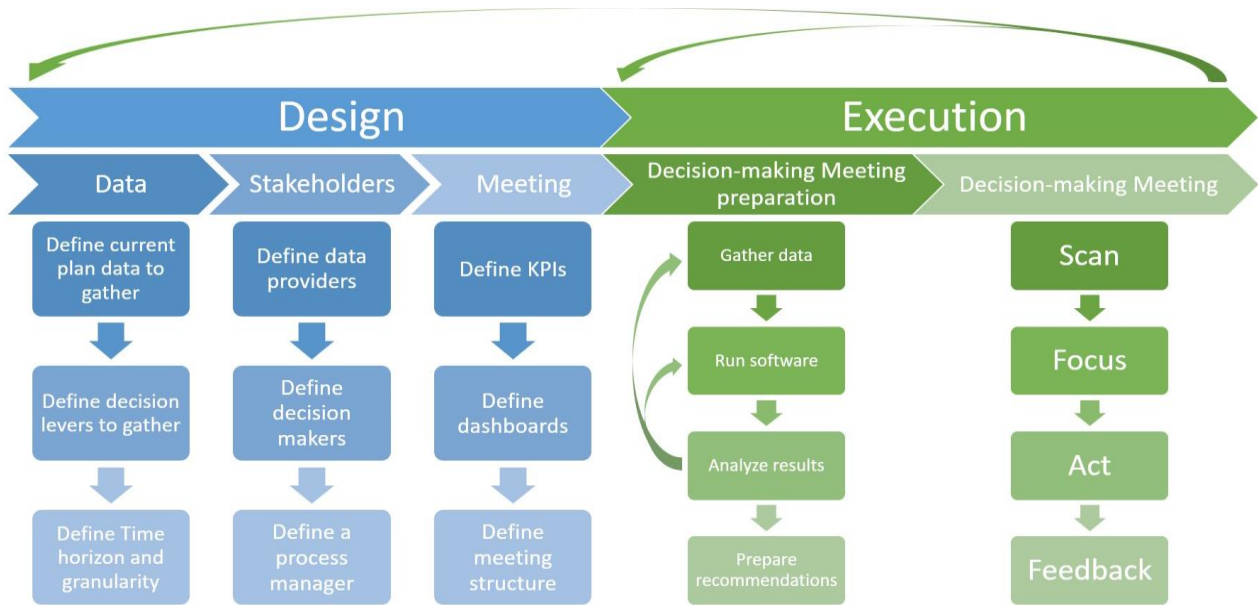 Design
Execution
Data
Stakeholders
Meeting
Decision-making Meeting
preparation
Decision-making Meeting
Define current
plan data to
gather
Define decision
levers to gather
Define Time
horizon and
granularity
Define data
providers
Define
decision
makers
Define a
process
manager
Define KPIs
Define
dashboards
Define
meeting
structure
Gather data
Run software
Analyze results
Prepare
recommendations
Scan
Focus
Act
Feedback